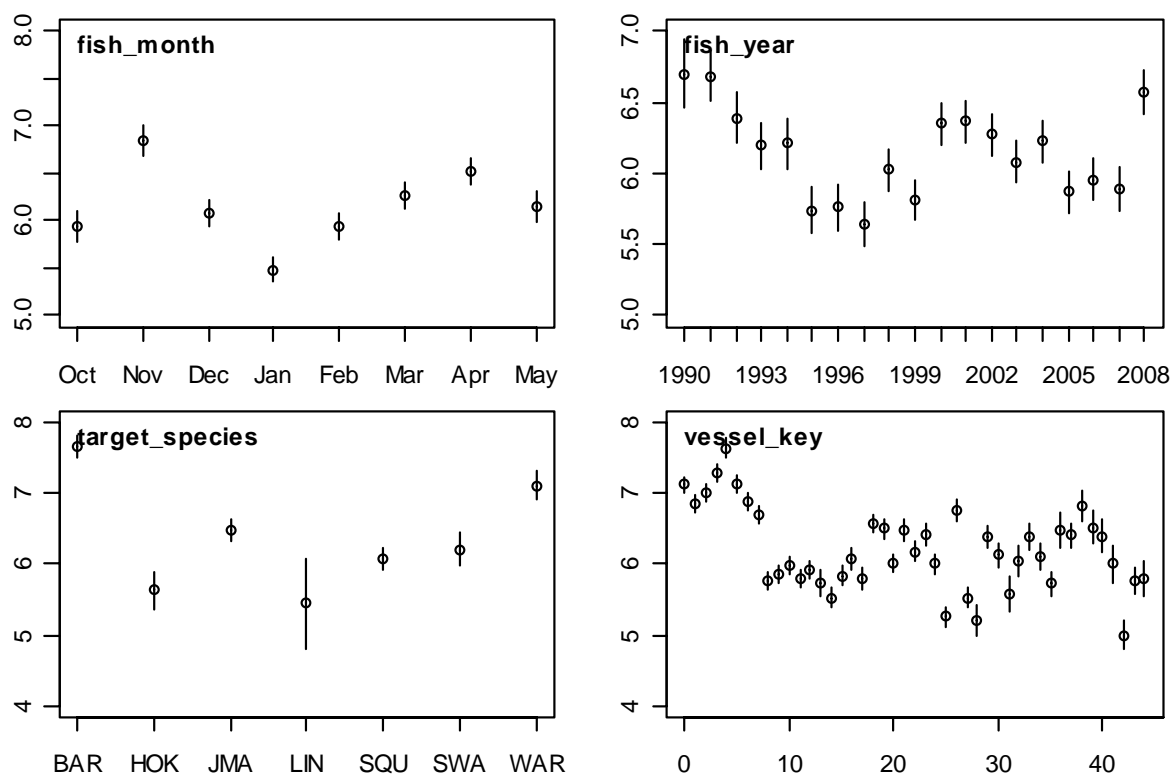 fish_month
8.0
7.0
6.0
5.0
Oct Nov Dec Jan Feb Mar Apr May
fish_year
7.0
6.5
6.0
5.5
5.0
1990 1993 1996 1999 2002 2005 2008
target_species
8
7
6
5
4
BAR HOK JMA LIN SQU SWA WAR
vessel_key
8
7
6
5
4
0 10 20 30 40